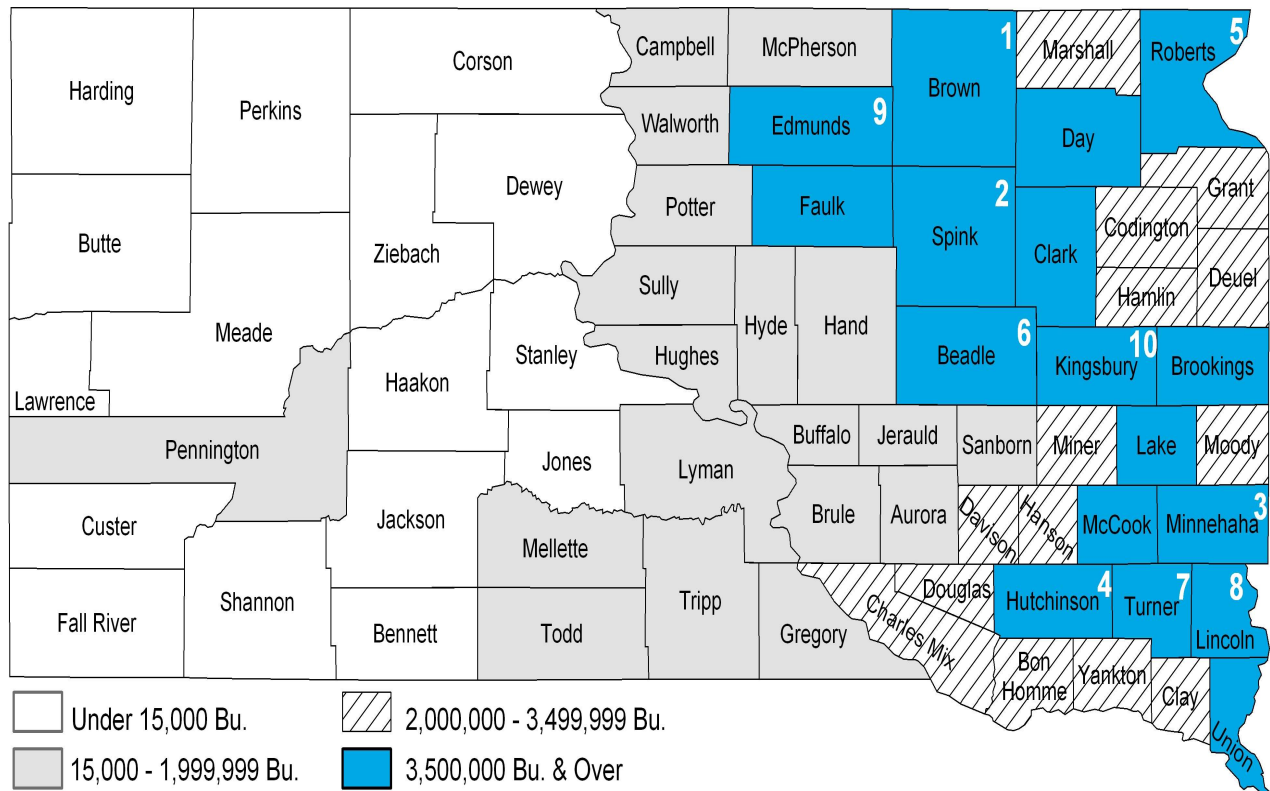 Harding
Perkins
Corson
Campbell
McPherson
1
Brown
Marshall
5
Roberts
Walworth
Edmunds
9
Day
Butte
Dewey
Ziebach
Potter
Faulk
2
Spink
Clark
Grant
Codington
Hamlin
Deuel
Meade
Sully
Hyde
Hand
Stanley
Hughes
Haakon
6
Beadle
10
Kingsbury
Brookings
Lawrence
Pennington
Jones
Lyman
Buffalo
Jerauld
Sanborn
Miner
Lake
Moody
Custer
Jackson
Mellette
Brule
Aurora
Davison
Hanson
McCook
3
Minnehaha
Fall River
Shannon
Bennett
Todd
Tripp
Gregory
Charles Mix
Douglas
4
Hutchinson
7
Turner
8
Lincoln
Bon
Homme
Yankton
Clay
Union
Under 15,000 Bu.
2,000,000 - 3,499,999 Bu.
15,000 - 1,999,999 Bu.
3,500,000 Bu. & Over